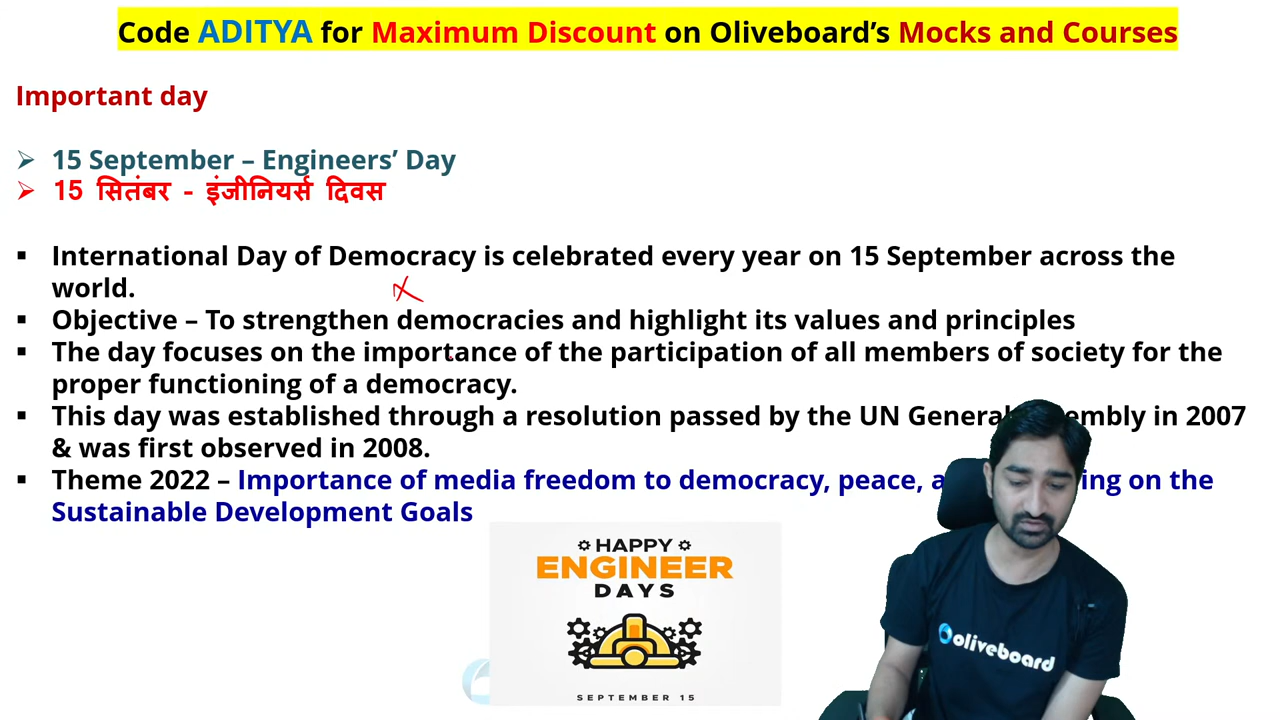 Code ADITYA for Maximum Discount on Oliveboard’s Mocks and Courses
Important day
➢ 15 September – Engineers’ Day
➢ 15 सितंबर - इंजीनियर्स दिवस
▪ International Day of Democracy is celebrated every year on 15 September across the
world.
▪ Objective – To strengthen democracies and highlight its values and principles
▪ The day focuses on the importance of the participation of all members of society for the
proper functioning of a democracy.
▪ This day was established through a resolution passed by the UN General in 2007
& was first observed in 2008.
▪ Theme 2022 – Importance of media freedom to democracy, peace, on the
Sustainable Development Goals
HAPPY
ENGINEER
DAYS
SEPTEMBER 15
oliveboard